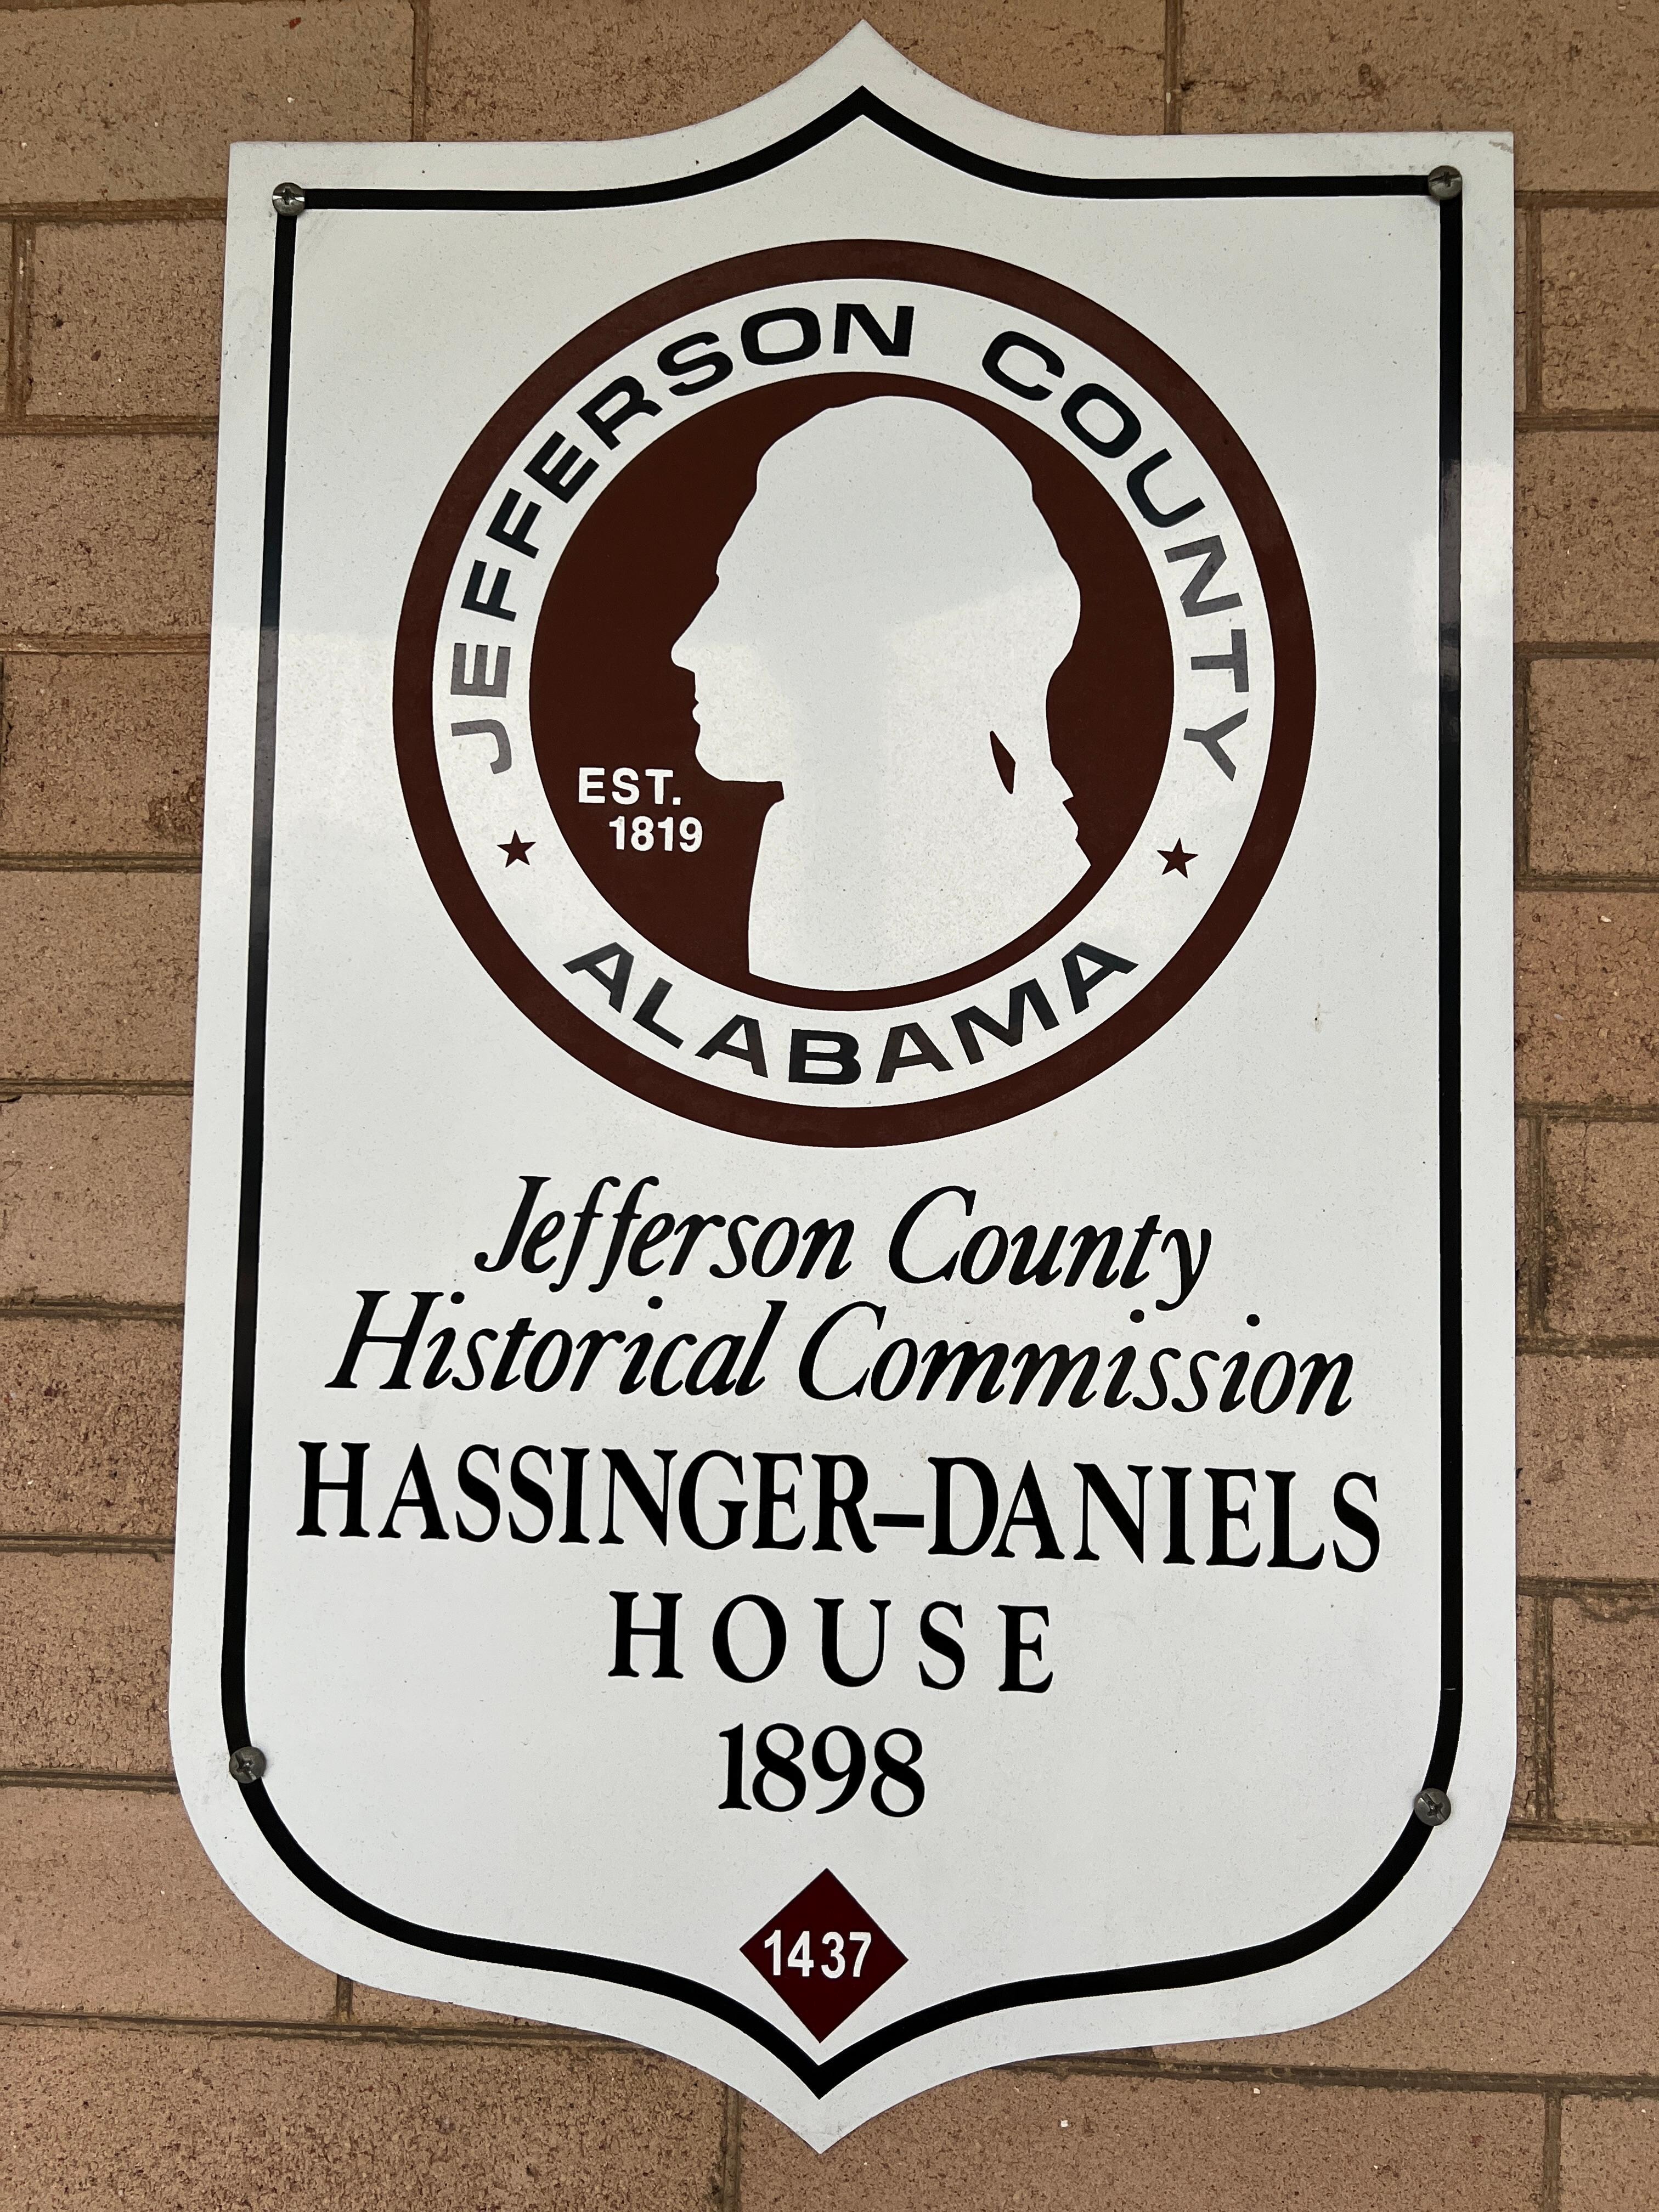 JEFFERSON COUNTY
EST.
1819
★ ALABAMA ★
Jefferson County
Historical Commission
HASSINGER–DANIELS
HOUSE
1898
1437